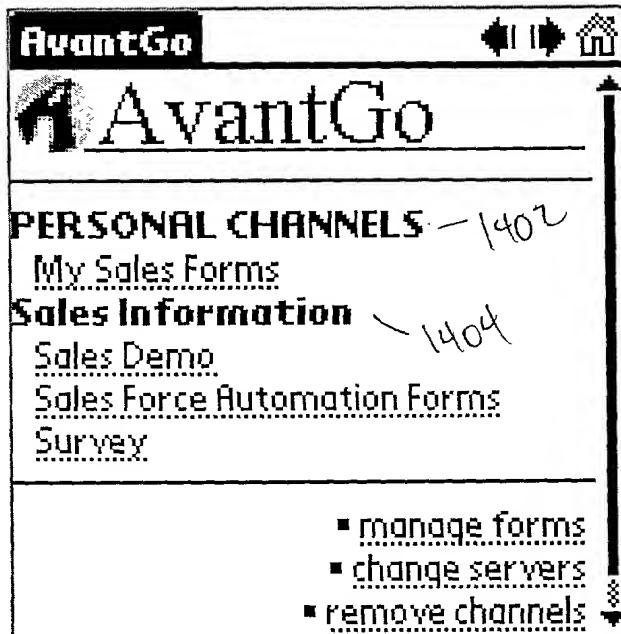 AvantGo
AvantGo
PERSONAL CHANNELS 1402
My Sales Forms
Sales Information 1404
Sales Demo
Sales Force Automation Forms
Survey
▪ manage forms
▪ change servers
▪ remove channels